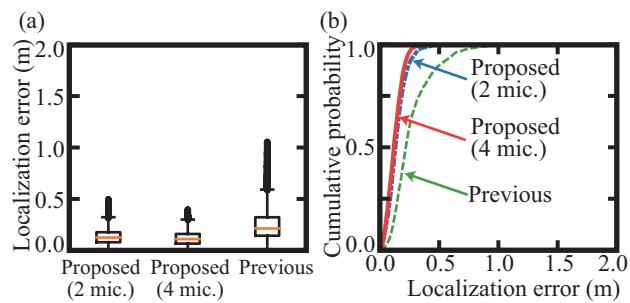 (a)
Localization error (m)
2.0
1.5
1.0
0.5
0.0
Proposed
(2 mic.)
Proposed
(4 mic.)
Previous
(b)
Cumulative probability
1.0
0.5
0.0
Proposed
(2 mic.)
Proposed
(4 mic.)
Previous
0.0
0.5
1.0
1.5
2.0
Localization error (m)